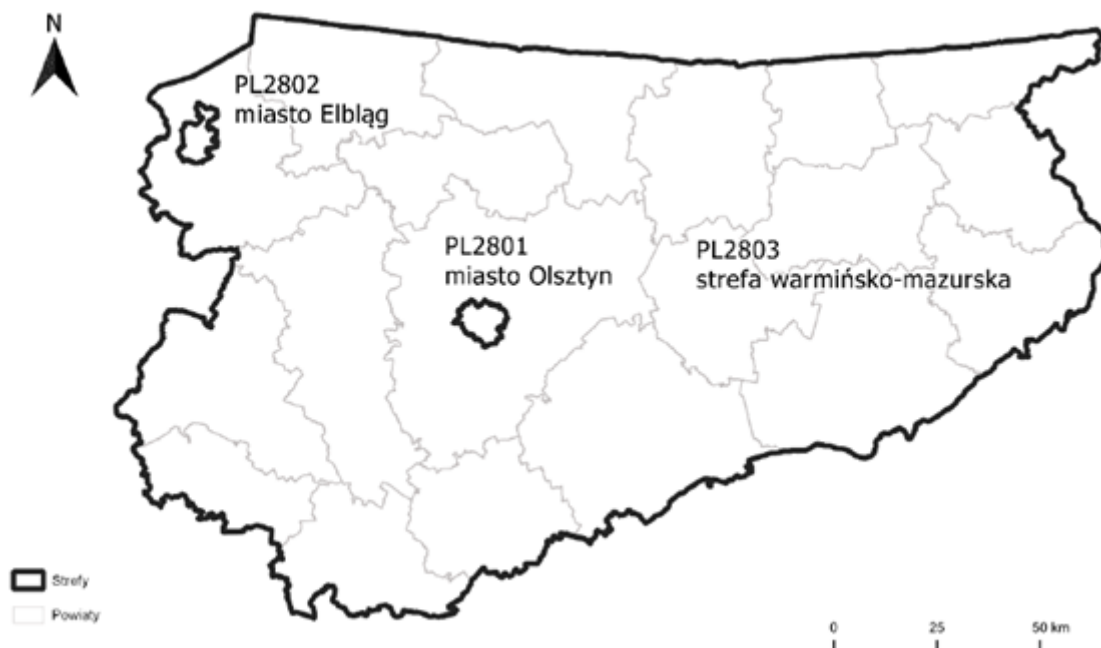 N
PL2802
miasto Elbląg
PL2801
miasto Olsztyn
PL2803
strefa warmińsko-mazurska
Strefy
Powiaty
0 25 50 km